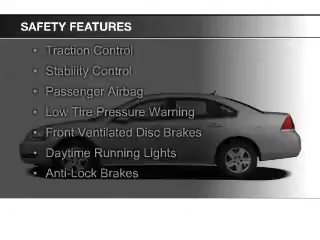 SAFETY FEATURES
• Traction Control
• Stability Control
• Passenger Airbag
• Low Tire Pressure Warning
• Front Ventilated Disc Brakes
• Daytime Running Lights
• Anti-Lock Brakes